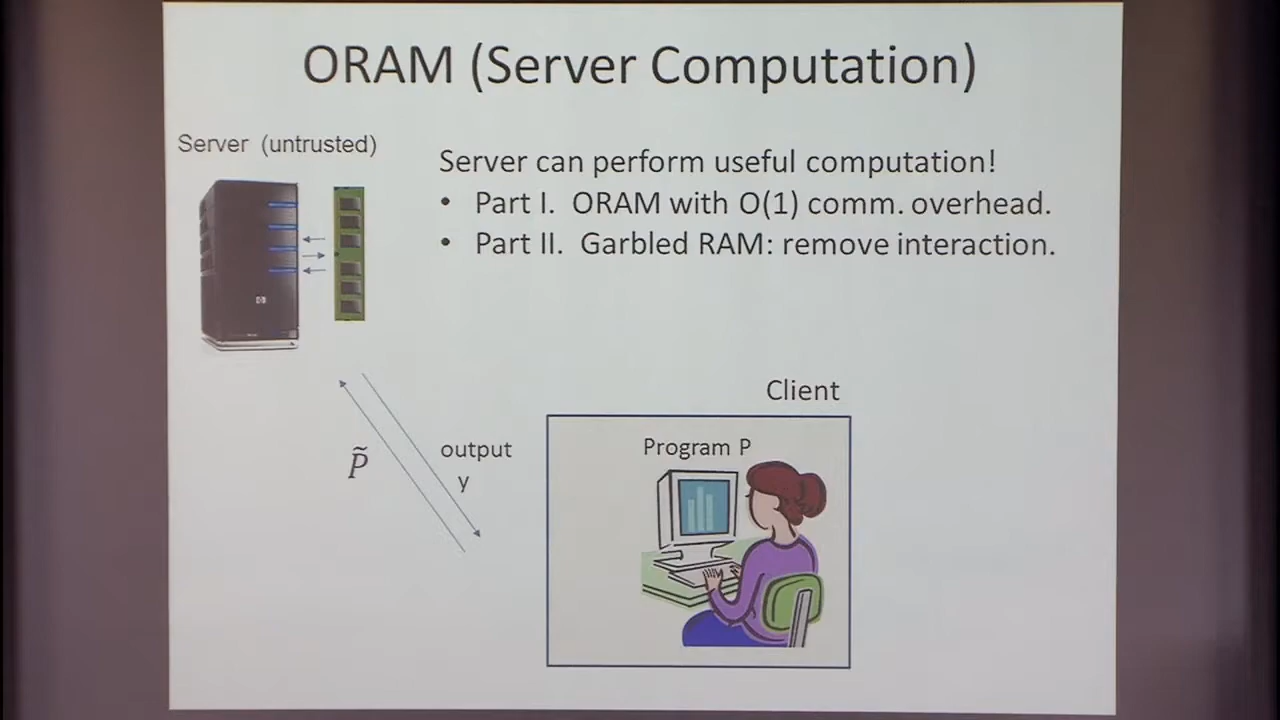 ORAM (Server Computation)
Server (untrusted)
Server can perform useful computation!
• Part I. ORAM with O(1) comm. overhead.
• Part II. Garbled RAM: remove interaction.
Client
Program P
output
y
P̃
hp